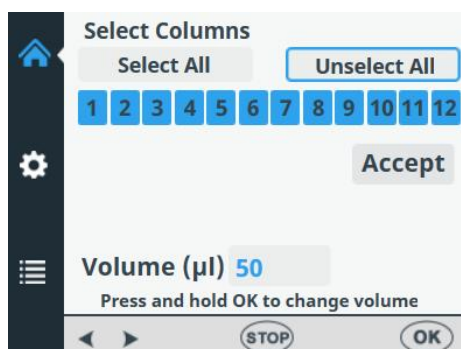 Select Columns
Select All Unselect All
1 2 3 4 5 6 7 8 9 10 11 12
Accept
Volume (µl) 50
Press and hold OK to change volume
STOP OK